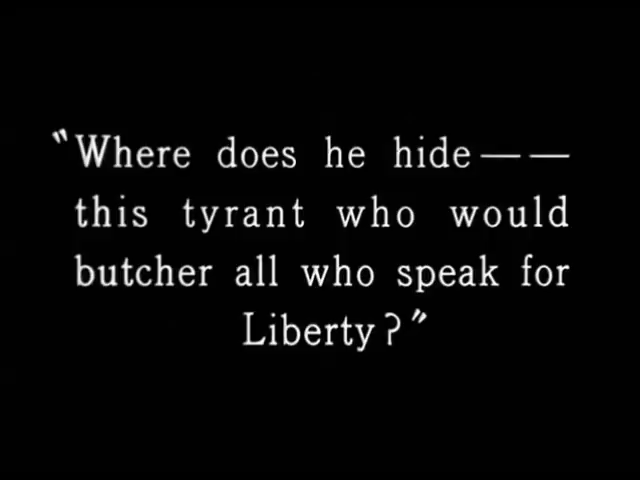 "Where does he hide — —
this tyrant who would
butcher all who speak for
Liberty?"